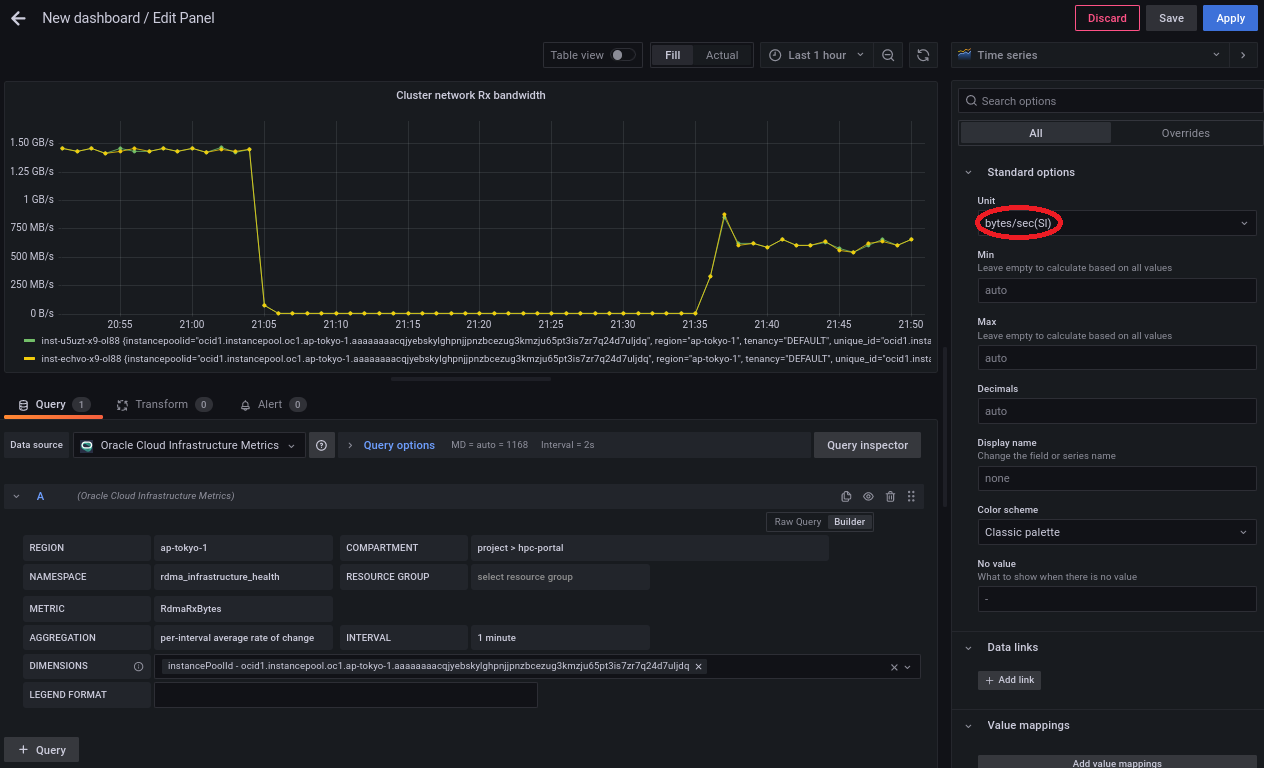 New dashboard / Edit Panel
Discard
Save
Apply
Table view
Fill
Actual
Last 1 hour
Time series
Cluster network Rx bandwidth
1.50 GB/s
1.25 GB/s
1 GB/s
750 MB/s
500 MB/s
250 MB/s
0 B/s
20:55
21:00
21:05
21:10
21:15
21:20
21:25
21:30
21:35
21:40
21:45
21:50
inst-u5uzt-x9-ol88 {instancepoolid="ocid1.instancepool.oc1.ap-tokyo-1.aaaaaaaacqjyebskylghpnjjpnzbcezug3kmzju65pt3is7zr7q24d7uljdq", region="ap-tokyo-1", tenancy="DEFAULT", unique_id="ocid1.insta
inst-echvo-x9-ol88 {instancepoolid="ocid1.instancepool.oc1.ap-tokyo-1.aaaaaaaacqjyebskylghpnjjpnzbcezug3kmzju65pt3is7zr7q24d7uljdq", region="ap-tokyo-1", tenancy="DEFAULT", unique_id="ocid1.insta
Query 1
Transform 0
Alert 0
Data source
Oracle Cloud Infrastructure Metrics
Query options
MD = auto = 1168
Interval = 2s
Query inspector
A
(Oracle Cloud Infrastructure Metrics)
Raw Query
Builder
REGION
ap-tokyo-1
COMPARTMENT
project > hpc-portal
NAMESPACE
rdma_infrastructure_health
RESOURCE GROUP
select resource group
METRIC
RdmaRxBytes
AGGREGATION
per-interval average rate of change
INTERVAL
1 minute
DIMENSIONS
instancePoolId - ocid1.instancepool.oc1.ap-tokyo-1.aaaaaaaacqjyebskylghpnjjpnzbcezug3kmzju65pt3is7zr7q24d7uljdq
LEGEND FORMAT
+ Query
Search options
All
Overrides
Standard options
Unit
bytes/sec(SI)
Min
Leave empty to calculate based on all values
auto
Max
Leave empty to calculate based on all values
auto
Decimals
auto
Display name
Change the field or series name
none
Color scheme
Classic palette
No value
What to show when there is no value
-
Data links
+ Add link
Value mappings
Add value mappings